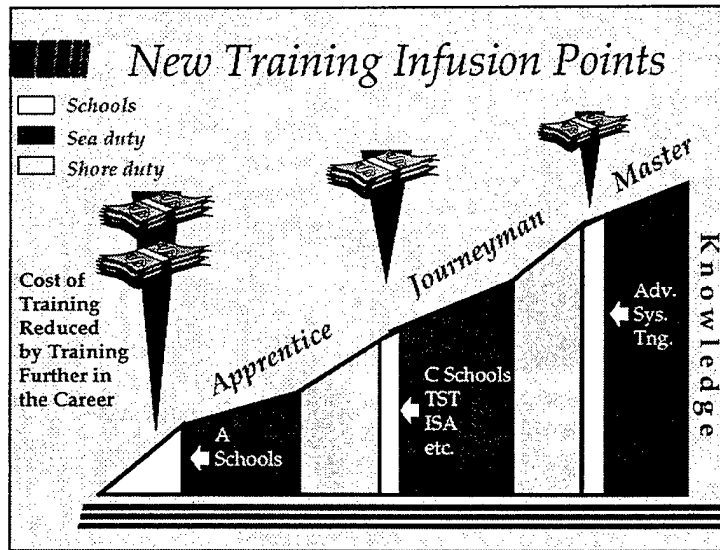 New Training Infusion Points
Schools
Sea duty
Shore duty
Cost of
Training
Reduced
by Training
Further in
the Career
Apprentice
Journeyman
Master
A
Schools
C Schools
TST
ISA
etc.
Adv.
Sys.
Tng.
Knowledge